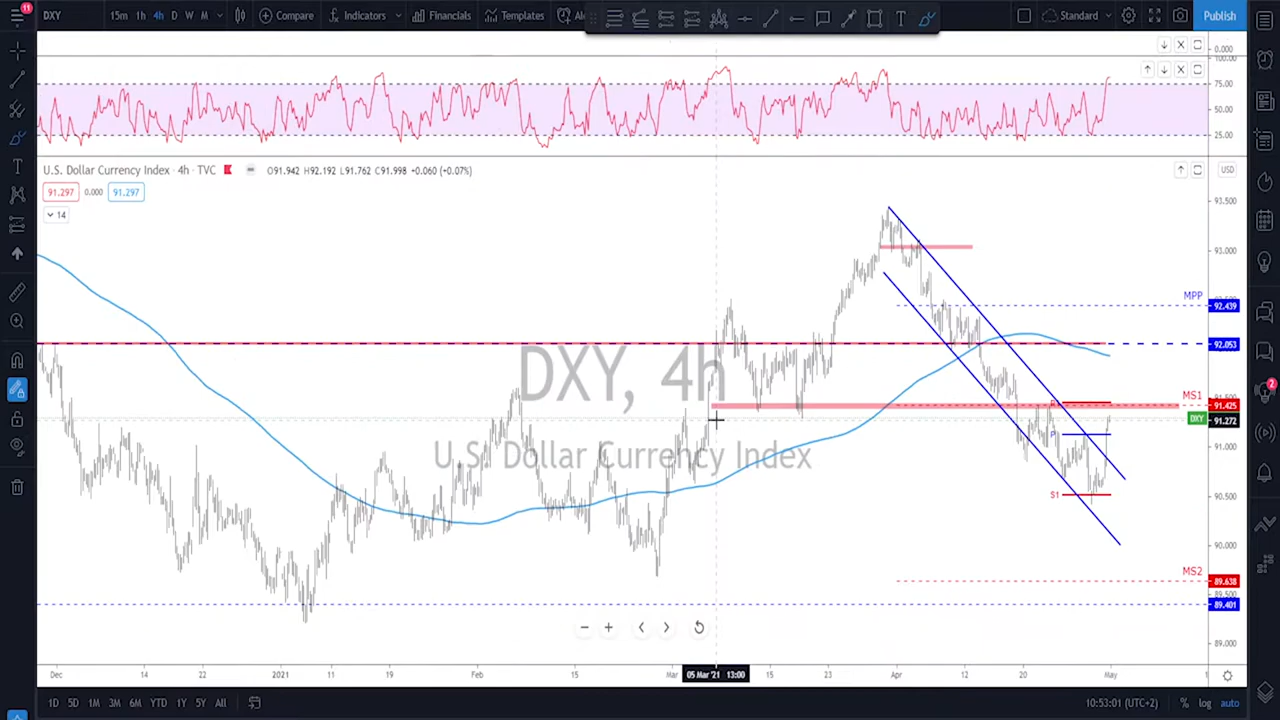 11
DXY 15m 1h 4h D W M Compare Indicators Financials Templates Standard Publish
0.000
100.00
75.00
50.00
25.00
U.S. Dollar Currency Index · 4h · TVC O91.942 H92.192 L91.762 C91.998 +0.060 (+0.07%)
USD
91.297 0.000 91.297
93.500
14
93.000
MPP
92.439
92.053
DXY, 4h
MS1
91.425
DXY 91.272
P
91.000
U.S. Dollar Currency Index
S1
90.500
90.000
MS2
89.638
89.500
89.401
89.000
Dec 14 22 2021 11 19 Feb 15 Mar 05 Mar '21 13:00 15 23 Apr 12 20 May
1D 5D 1M 3M 6M YTD 1Y 5Y All 10:53:01 (UTC+2) % log auto
2